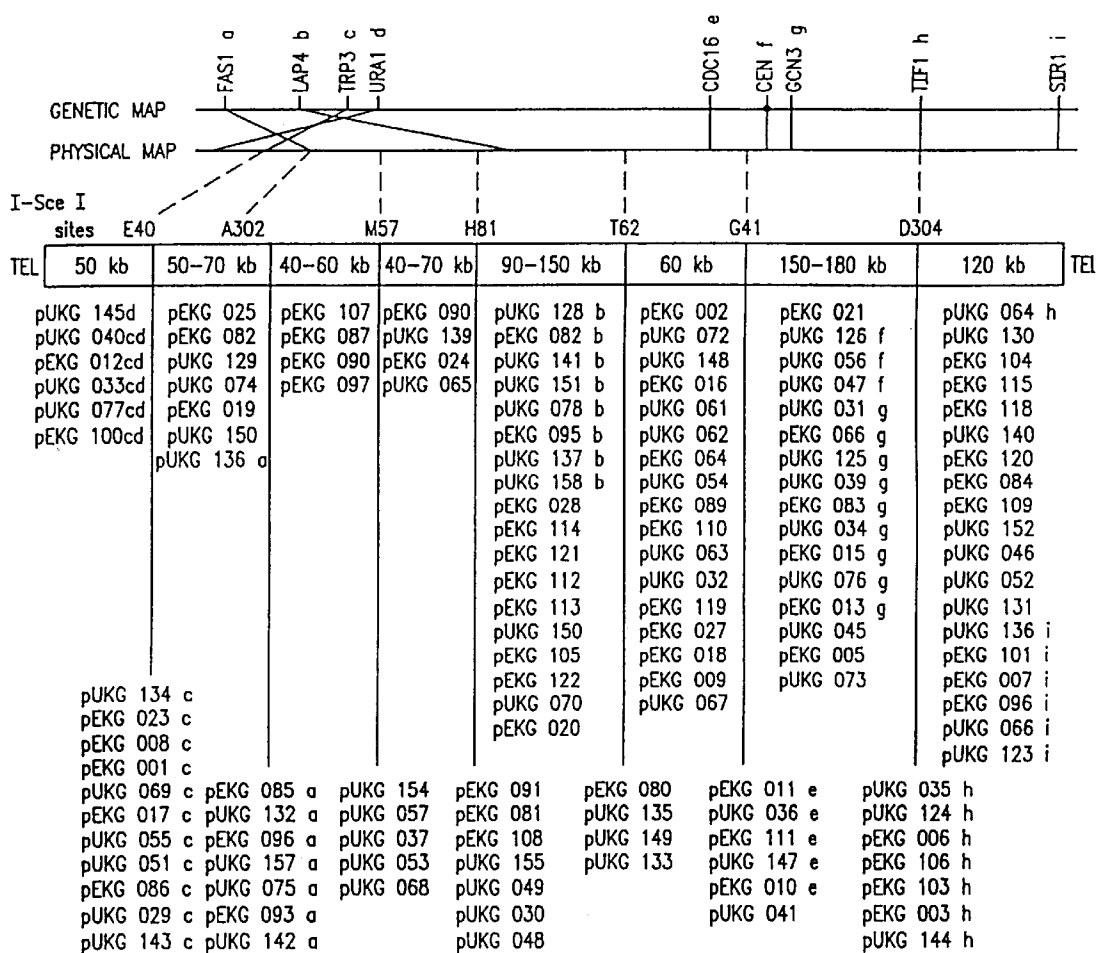 FAS1 a LAP4 b TRP3 c URA1 d CDC16 e CEN f GCN3 g TIF1 h SIR1 i
GENETIC MAP
PHYSICAL MAP
I-Sce I
sites E40 A302 M57 H81 T62 G41 D304
TEL 50 kb 50-70 kb 40-60 kb 40-70 kb 90-150 kb 60 kb 150-180 kb 120 kb TEL
pUKG 145d pEKG 025 pEKG 107 pEKG 090 pUKG 128 b pEKG 002 pEKG 021 pUKG 064 h
pUKG 040cd pEKG 082 pEKG 087 pUKG 139 pEKG 082 b pUKG 072 pUKG 126 f pUKG 130
pEKG 012cd pUKG 129 pEKG 090 pEKG 024 pUKG 141 b pUKG 148 pUKG 056 f pEKG 104
pUKG 033cd pUKG 074 pEKG 097 pUKG 065 pUKG 151 b pEKG 016 pUKG 047 f pEKG 115
pUKG 077cd pEKG 019 pUKG 078 b pUKG 061 pUKG 031 g pEKG 118
pEKG 100cd pUKG 150 pEKG 095 b pUKG 062 pEKG 066 g pUKG 140
pUKG 136 a pUKG 137 b pEKG 064 pUKG 125 g pEKG 120
pUKG 158 b pUKG 054 pUKG 039 g pEKG 084
pEKG 028 pEKG 089 pEKG 083 g pEKG 109
pEKG 114 pEKG 110 pUKG 034 g pUKG 152
pEKG 121 pUKG 063 pEKG 015 g pUKG 046
pEKG 112 pUKG 032 pUKG 076 g pUKG 052
pEKG 113 pEKG 119 pEKG 013 g pUKG 131
pUKG 150 pEKG 027 pUKG 045 pUKG 136 i
pEKG 105 pEKG 018 pEKG 005 pEKG 101 i
pEKG 122 pEKG 009 pUKG 073 pEKG 007 i
pUKG 070 pUKG 067 pEKG 096 i
pEKG 020 pUKG 066 i
pUKG 123 i
pUKG 134 c
pEKG 023 c
pEKG 008 c
pEKG 001 c
pUKG 069 c pEKG 085 a pUKG 154 pEKG 091 pEKG 080 pEKG 011 e pUKG 035 h
pEKG 017 c pUKG 132 a pUKG 057 pEKG 081 pUKG 135 pUKG 036 e pUKG 124 h
pUKG 055 c pEKG 096 a pUKG 037 pEKG 108 pUKG 149 pEKG 111 e pEKG 006 h
pUKG 051 c pUKG 157 a pUKG 053 pUKG 155 pUKG 133 pUKG 147 e pEKG 106 h
pEKG 086 c pUKG 075 a pUKG 068 pUKG 049 pEKG 010 e pEKG 103 h
pUKG 029 c pEKG 093 a pUKG 030 pUKG 041 pEKG 003 h
pUKG 143 c pUKG 142 a pUKG 048 pUKG 144 h